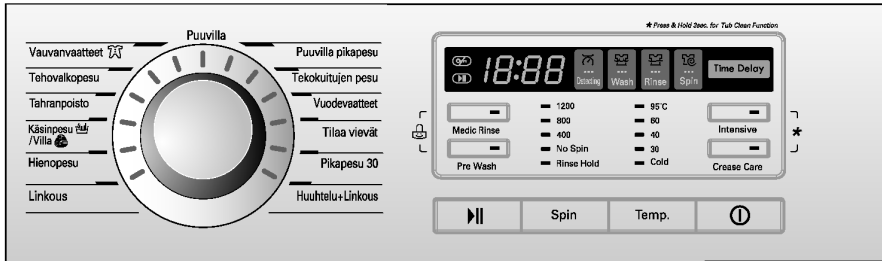 * Press & Hold 2sec. for Tub Clean Function
Puuvilla
Vauvanvaatteet
Tehovalkopesu
Tahranpoisto
Käsinpesu
/Villa
Hienopesu
Linkous
Puuvilla pikapesu
Tekokuitujen pesu
Vuodevaatteet
Tilaa vievät
Pikapesu 30
Huuhtelu+Linkous
18:88
Detecting
Wash
Rinse
Spin
Time Delay
Medic Rinse
Pre Wash
1200
800
400
No Spin
Rinse Hold
95°C
60
40
30
Cold
Intensive
*
Crease Care
Spin
Temp.